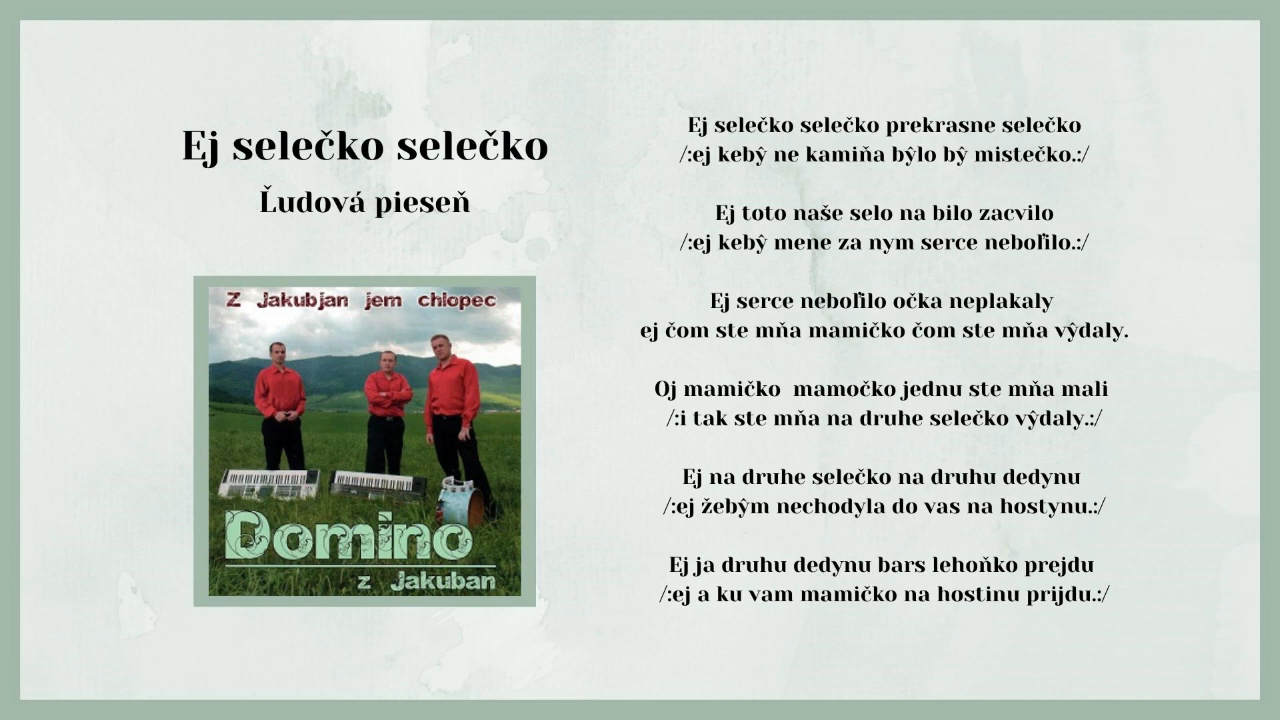 Ej selečko selečko
Ľudová pieseň
Z Jakubjan jem chlopec
Domino
z Jakuban
Ej selečko selečko prekrasne selečko
/:ej kebŷ ne kamiňa bŷlo bŷ mistečko.:/
Ej toto naše selo na bilo zacvilo
/:ej kebŷ mene za nym serce neboľilo.:/
Ej serce neboľilo očka neplakaly
ej čom ste mňa mamičko čom ste mňa vŷdaly.
Oj mamičko  mamočko jednu ste mňa mali
/:i tak ste mňa na druhe selečko vŷdaly.:/
Ej na druhe selečko na druhu dedynu
/:ej žebŷm nechodyla do vas na hostynu.:/
Ej ja druhu dedynu bars lehoňko prejdu
/:ej a ku vam mamičko na hostinu prijdu.:/